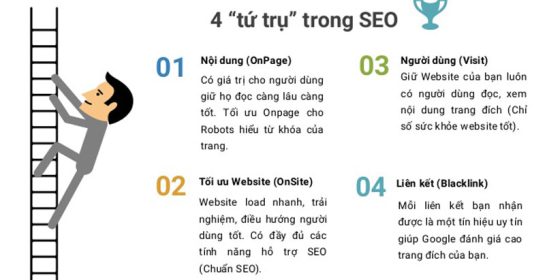 4 “tứ trụ” trong SEO
01
Nội dung (OnPage)
Có giá trị cho người dùng
giữ họ đọc càng lâu càng
tốt. Tối ưu Onpage cho
Robots hiểu từ khóa của
trang.
02
Tối ưu Website (OnSite)
Website load nhanh, trải
nghiệm, điều hướng người
dùng tốt. Có đầy đủ các
tính năng hỗ trợ SEO
(Chuẩn SEO).
03
Người dùng (Visit)
Giữ Website của bạn luôn
có người dùng đọc, xem
nội dung trang đích (Chỉ
số sức khỏe website tốt).
04
Liên kết (Blacklink)
Mỗi liên kết bạn nhận
được là một tín hiệu uy tín
giúp Google đánh giá cao
trang đích của bạn.